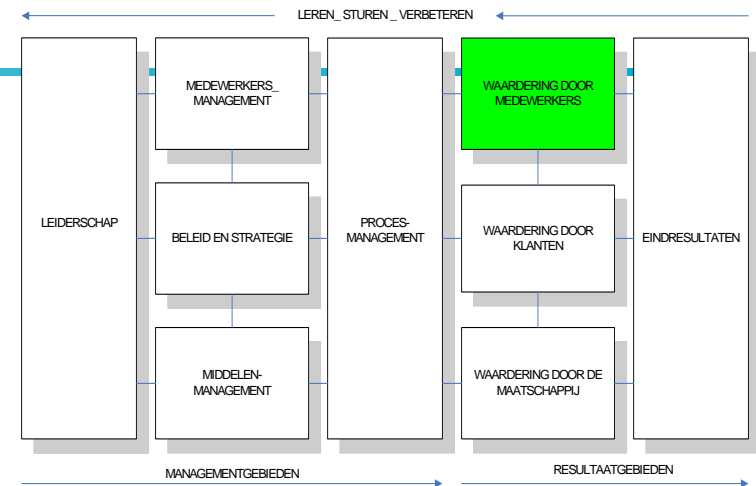 LEREN_ STUREN _ VERBETEREN
MEDEWERKERS_
MANAGEMENT
WAARDERING DOOR
MEDEWERKERS
LEIDERSCHAP
BELEID EN STRATEGIE
PROCES-
MANAGEMENT
WAARDERING DOOR
KLANTEN
EINDRESULTATEN
MIDDELEN-
MANAGEMENT
WAARDERING DOOR DE
MAATSCHAPPIJ
MANAGEMENTGEBIEDEN
RESULTAATGEBIEDEN